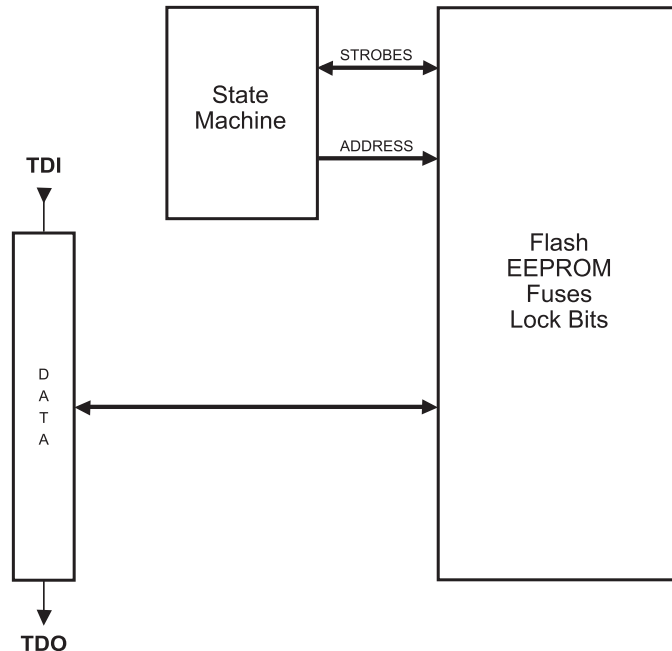 STROBES
State
Machine
ADDRESS
TDI
Flash
EEPROM
Fuses
Lock Bits
D
A
T
A
TDO